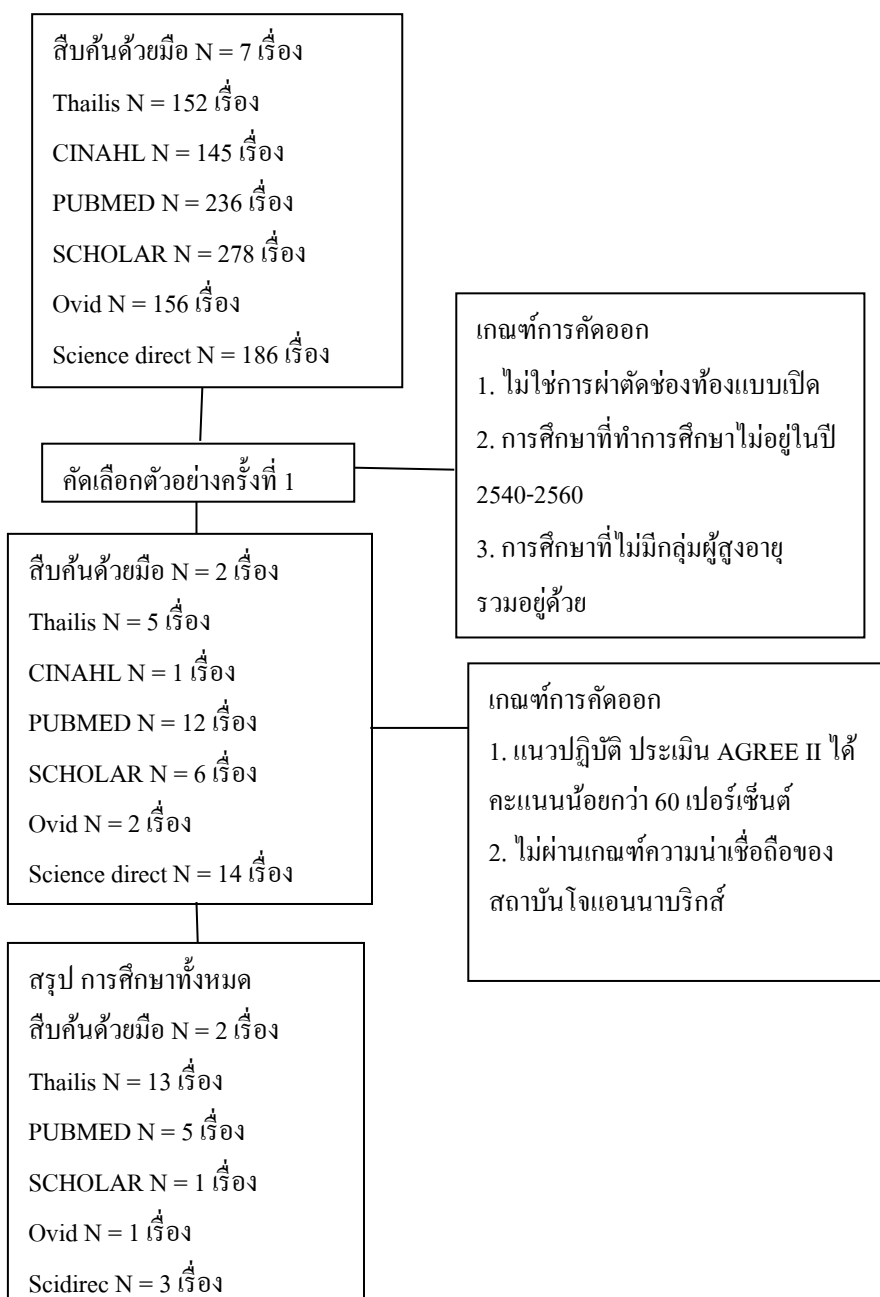 สืบค้นด้วยมือ N = 7 เรื่อง
Thailis N = 152 เรื่อง
CINAHL N = 145 เรื่อง
PUBMED N = 236 เรื่อง
SCHOLAR N = 278 เรื่อง
Ovid N = 156 เรื่อง
Science direct N = 186 เรื่อง
คัดเลือกตัวอย่างครั้งที่ 1
เกณฑ์การคัดออก
1. ไม่ใช่การผ่าตัดช่องท้องแบบเปิด
2. การศึกษาที่ทำการศึกษาไม่อยู่ในปี
2540-2560
3. การศึกษาที่ไม่มีกลุ่มผู้สูงอายุ
รวมอยู่ด้วย
สืบค้นด้วยมือ N = 2 เรื่อง
Thailis N = 5 เรื่อง
CINAHL N = 1 เรื่อง
PUBMED N = 12 เรื่อง
SCHOLAR N = 6 เรื่อง
Ovid N = 2 เรื่อง
Science direct N = 14 เรื่อง
เกณฑ์การคัดออก
1. แนวปฏิบัติ ประเมิน AGREE II ได้
คะแนนน้อยกว่า 60 เปอร์เซ็นต์
2. ไม่ผ่านเกณฑ์ความน่าเชื่อถือของ
สถาบันโจแอนนาบริกส์
สรุป การศึกษาทั้งหมด
สืบค้นด้วยมือ N = 2 เรื่อง
Thailis N = 13 เรื่อง
PUBMED N = 5 เรื่อง
SCHOLAR N = 1 เรื่อง
Ovid N = 1 เรื่อง
Scidirec N = 3 เรื่อง